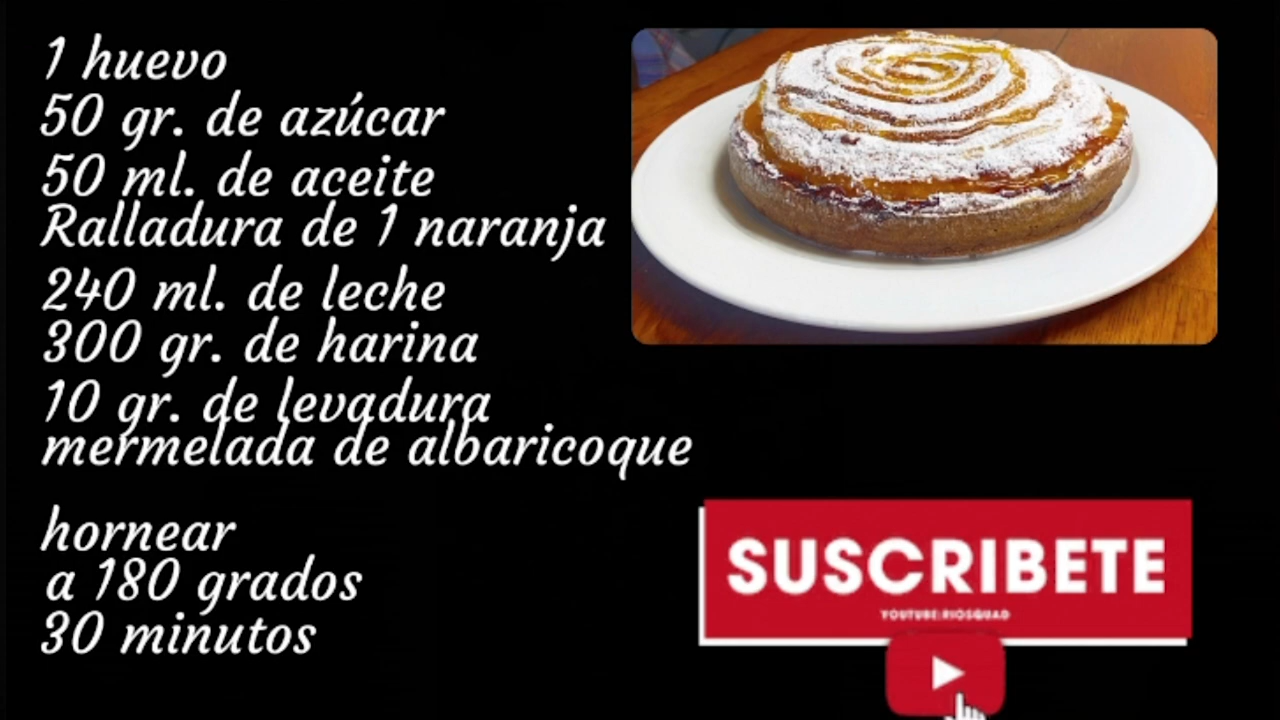 1 huevo
50 gr. de azúcar
50 ml. de aceite
Ralladura de 1 naranja
240 ml. de leche
300 gr. de harina
10 gr. de levadura
mermelada de albaricoque
hornear
a 180 grados
30 minutos
SUSCRIBETE
YOUTUBE:RIOSQUAD